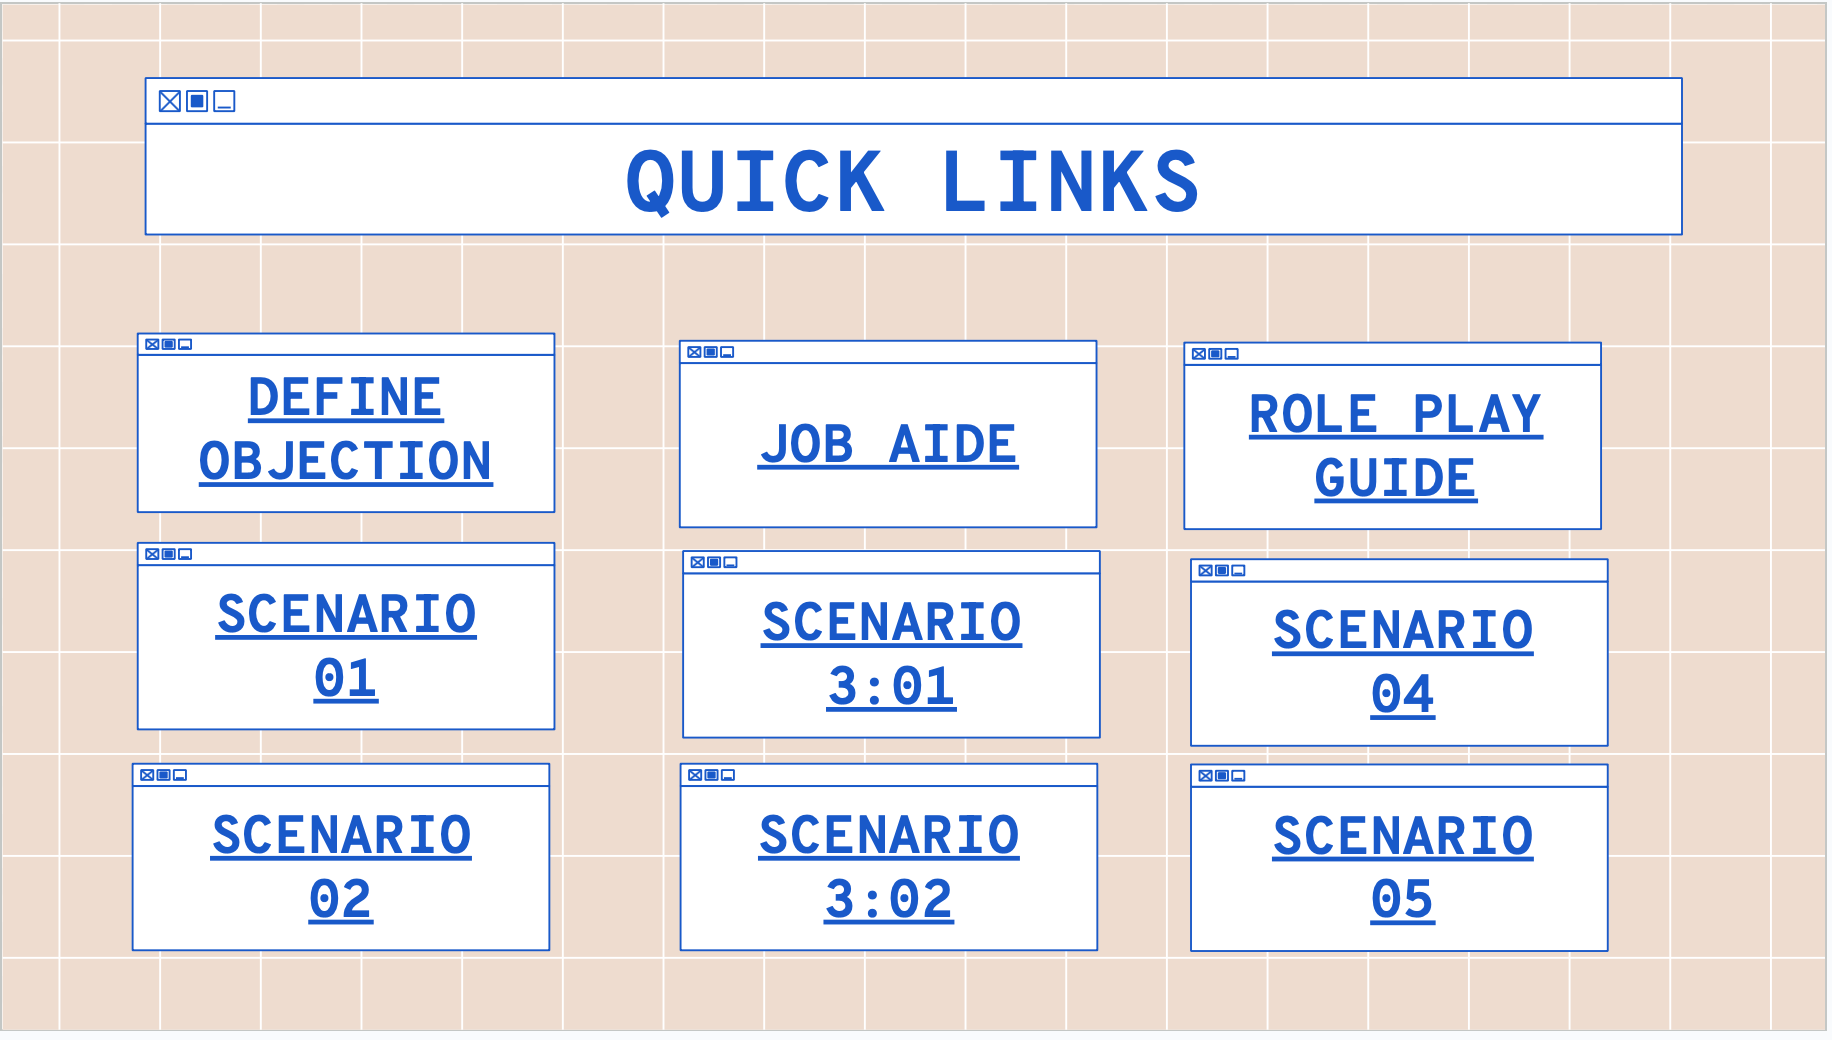 QUICK LINKS
DEFINE
OBJECTION
JOB AIDE
ROLE PLAY
GUIDE
SCENARIO
01
SCENARIO
3:01
SCENARIO
04
SCENARIO
02
SCENARIO
3:02
SCENARIO
05